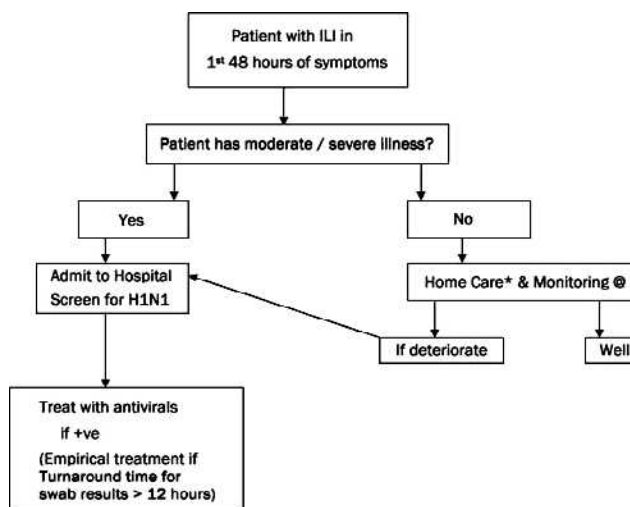 Patient with ILI in
1st 48 hours of symptoms
Patient has moderate / severe illness?
Yes
No
Admit to Hospital
Screen for H1N1
Home Care* & Monitoring @
If deteriorate
Well
Treat with antivirals
if +ve
(Empirical treatment if
Turnaround time for
swab results > 12 hours)